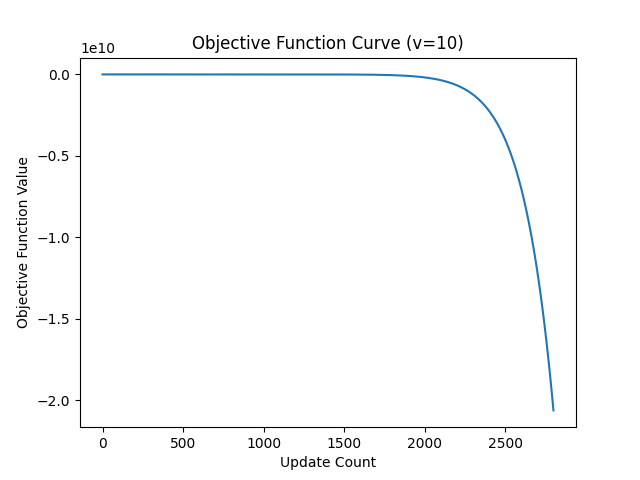 Objective Function Curve (v=10)
1e10
0.0
−0.5
−1.0
−1.5
−2.0
Objective Function Value
0 500 1000 1500 2000 2500
Update Count